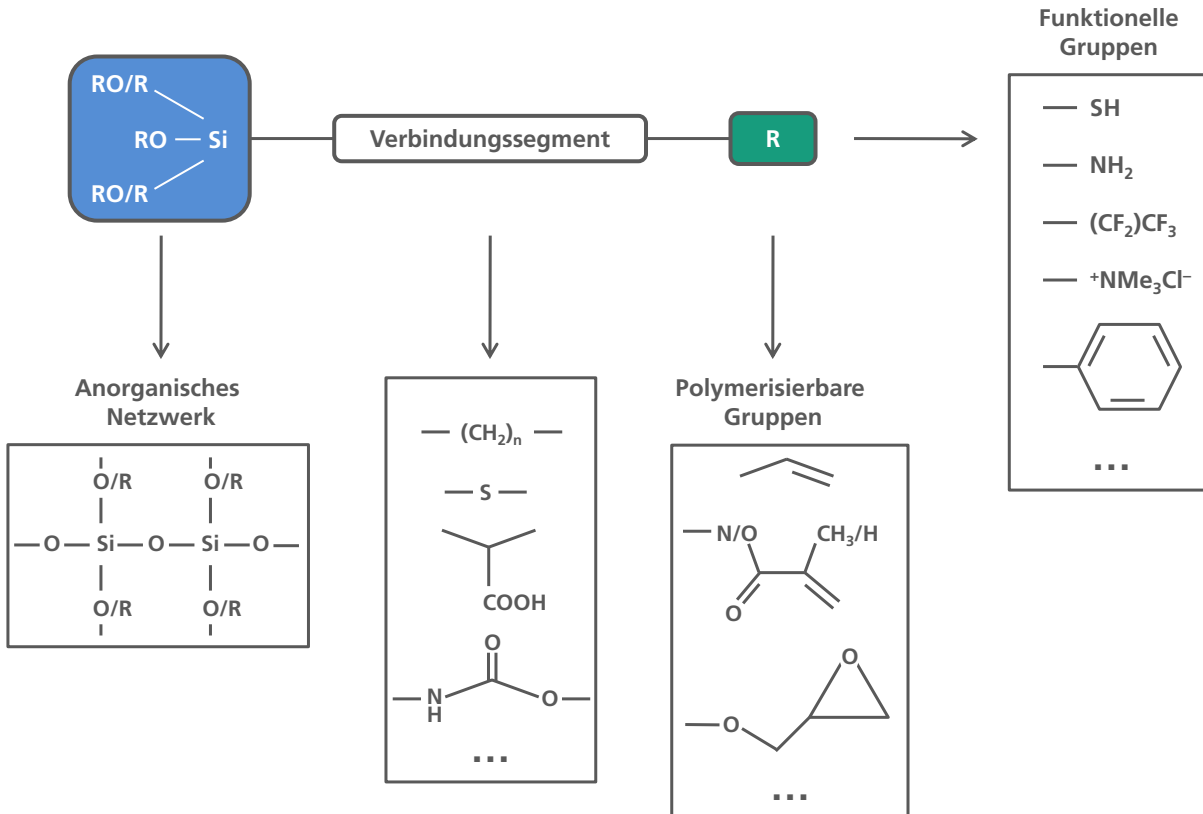 Funktionelle
Gruppen
RO/R
RO — Si
RO/R
Verbindungssegment
R
— SH
— NH₂
— (CF₂)CF₃
— ⁺NMe₃Cl⁻
...
Anorganisches
Netzwerk
O/R O/R
— O — Si — O — Si — O —
O/R O/R
— (CH₂)ₙ —
— S —
COOH
O
— N O —
H
...
Polymerisierbare
Gruppen
— N/O CH₃/H
O
O
— O
...